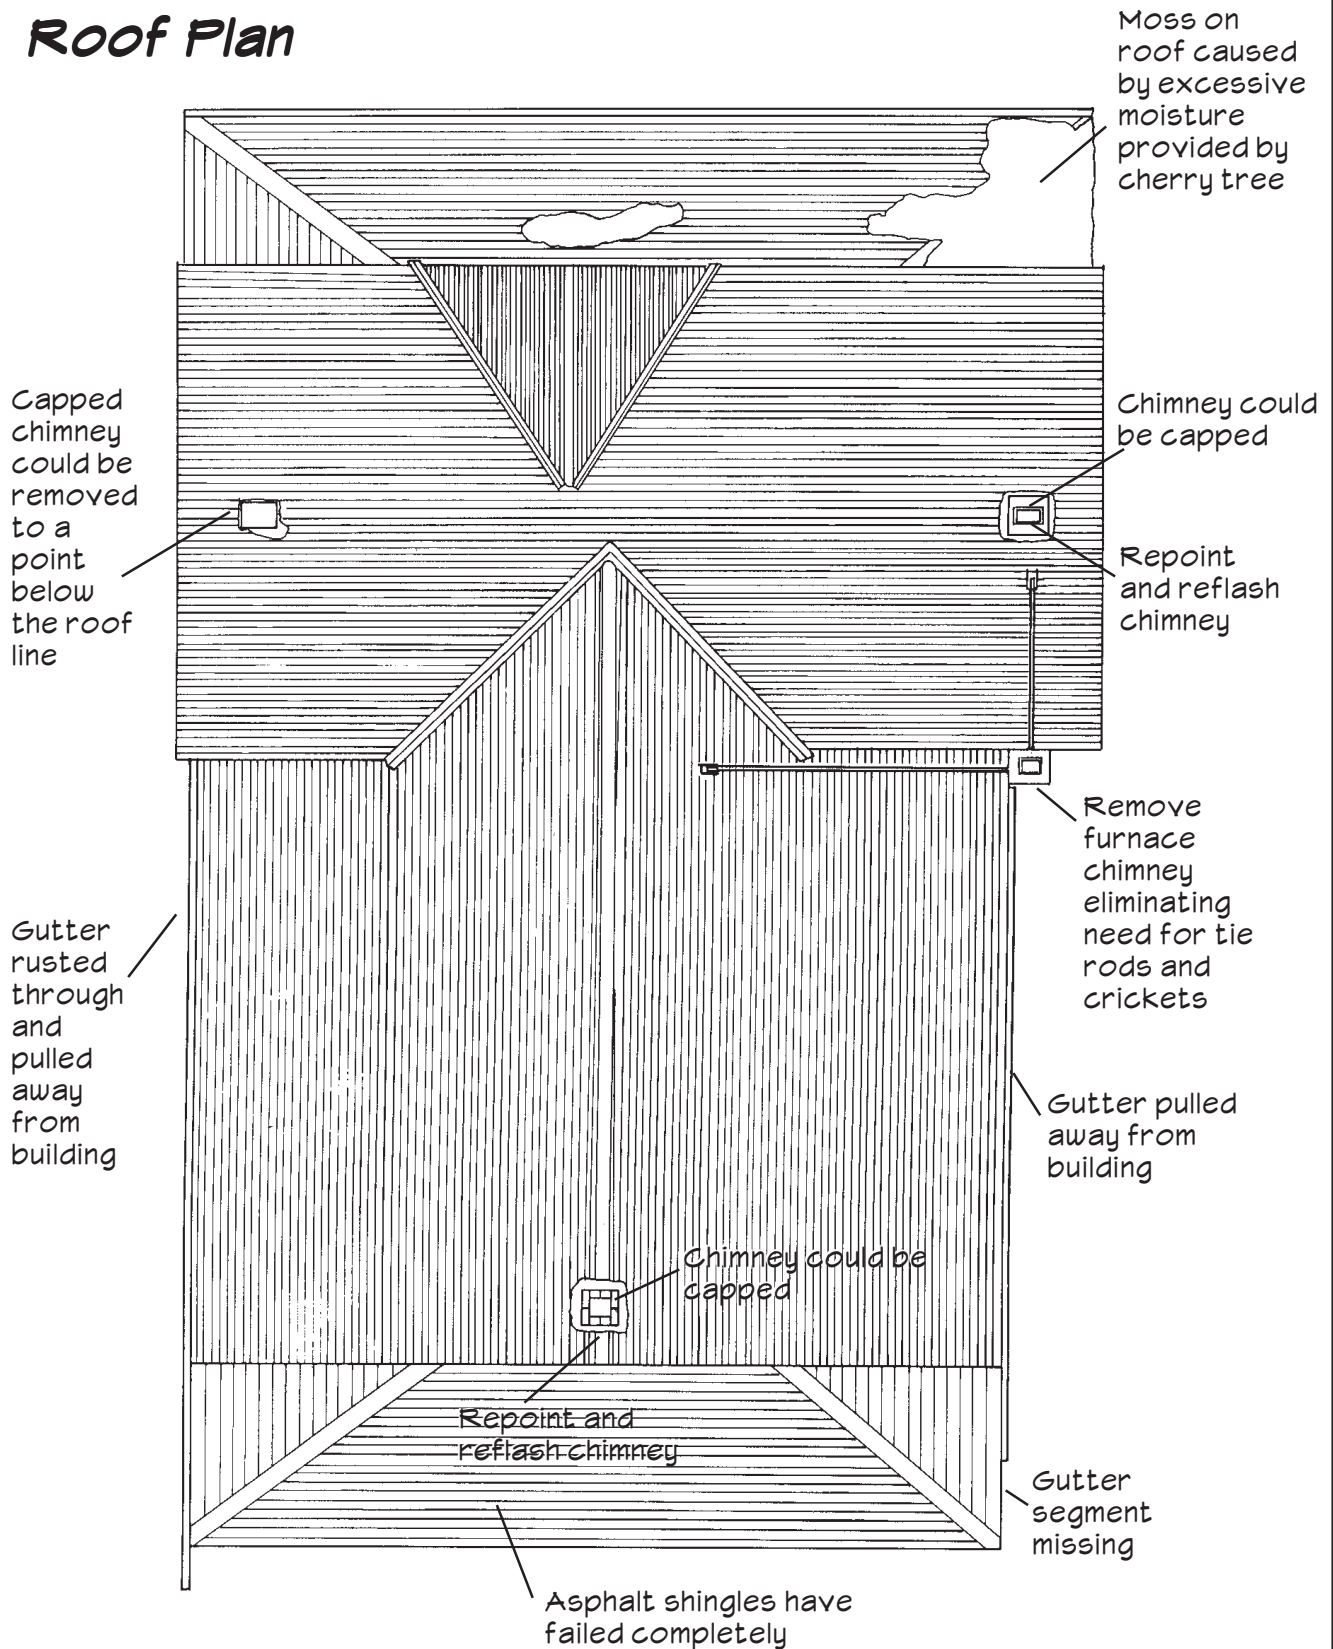 Roof Plan
Moss on
roof caused
by excessive
moisture
provided by
cherry tree
Capped
chimney
could be
removed
to a
point
below
the roof
line
Chimney could
be capped
Repoint
and reflash
chimney
Remove
furnace
chimney
eliminating
need for tie
rods and
crickets
Gutter
rusted
through
and
pulled
away
from
building
Gutter pulled
away from
building
Chimney could be
capped
Repoint and
reflash chimney
Gutter
segment
missing
Asphalt shingles have
failed completely